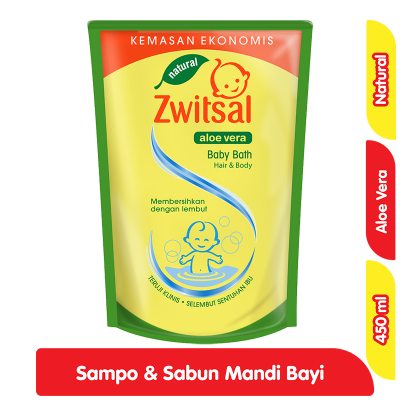 KEMASAN EKONOMIS
natural
Zwitsal
aloe vera
Baby Bath
Hair & Body
Membersihkan
dengan lembut
TERUJI KLINIS • SELEMBUT SENTUHAN IBU
Natural
Aloe Vera
450 ml
Sampo & Sabun Mandi Bayi